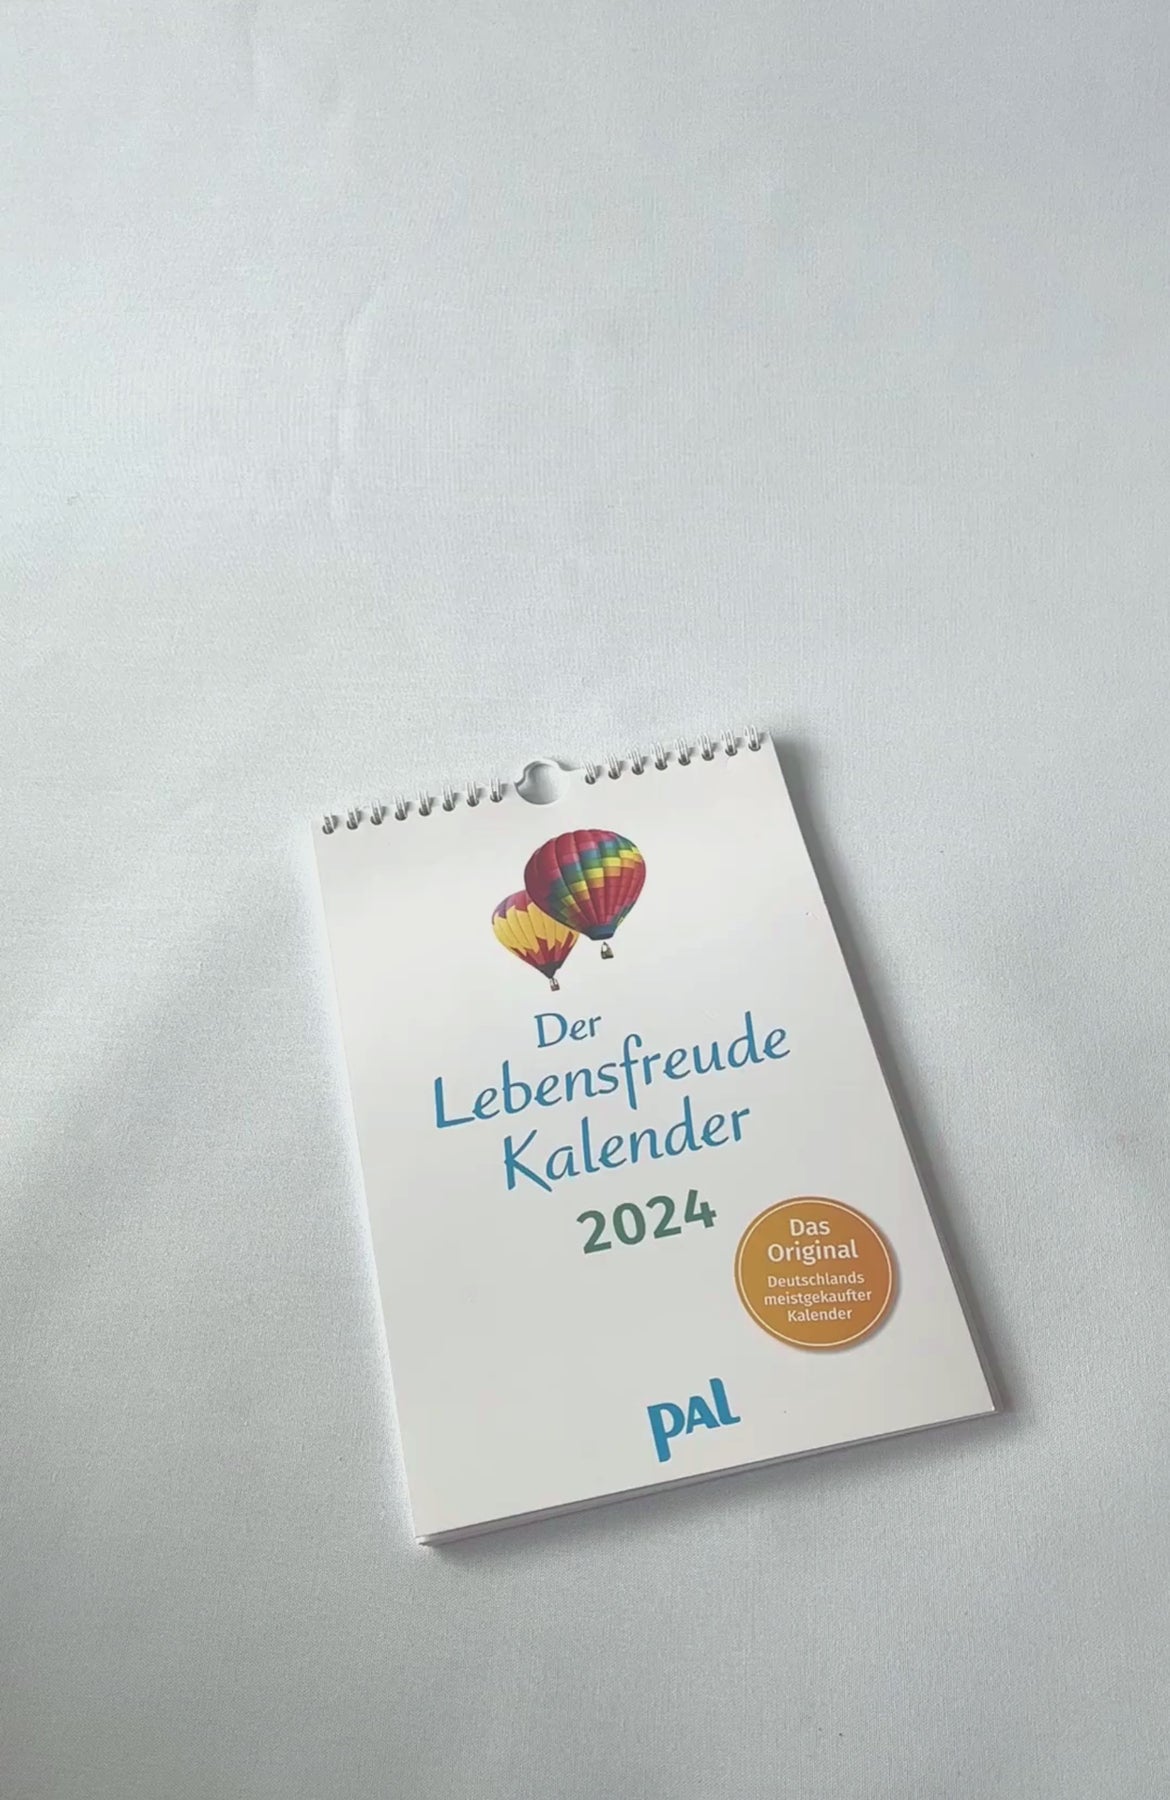 Der
Lebensfreude
Kalender
2024
Das
Original
Deutschlands
meistgekaufter
Kalender
PAL